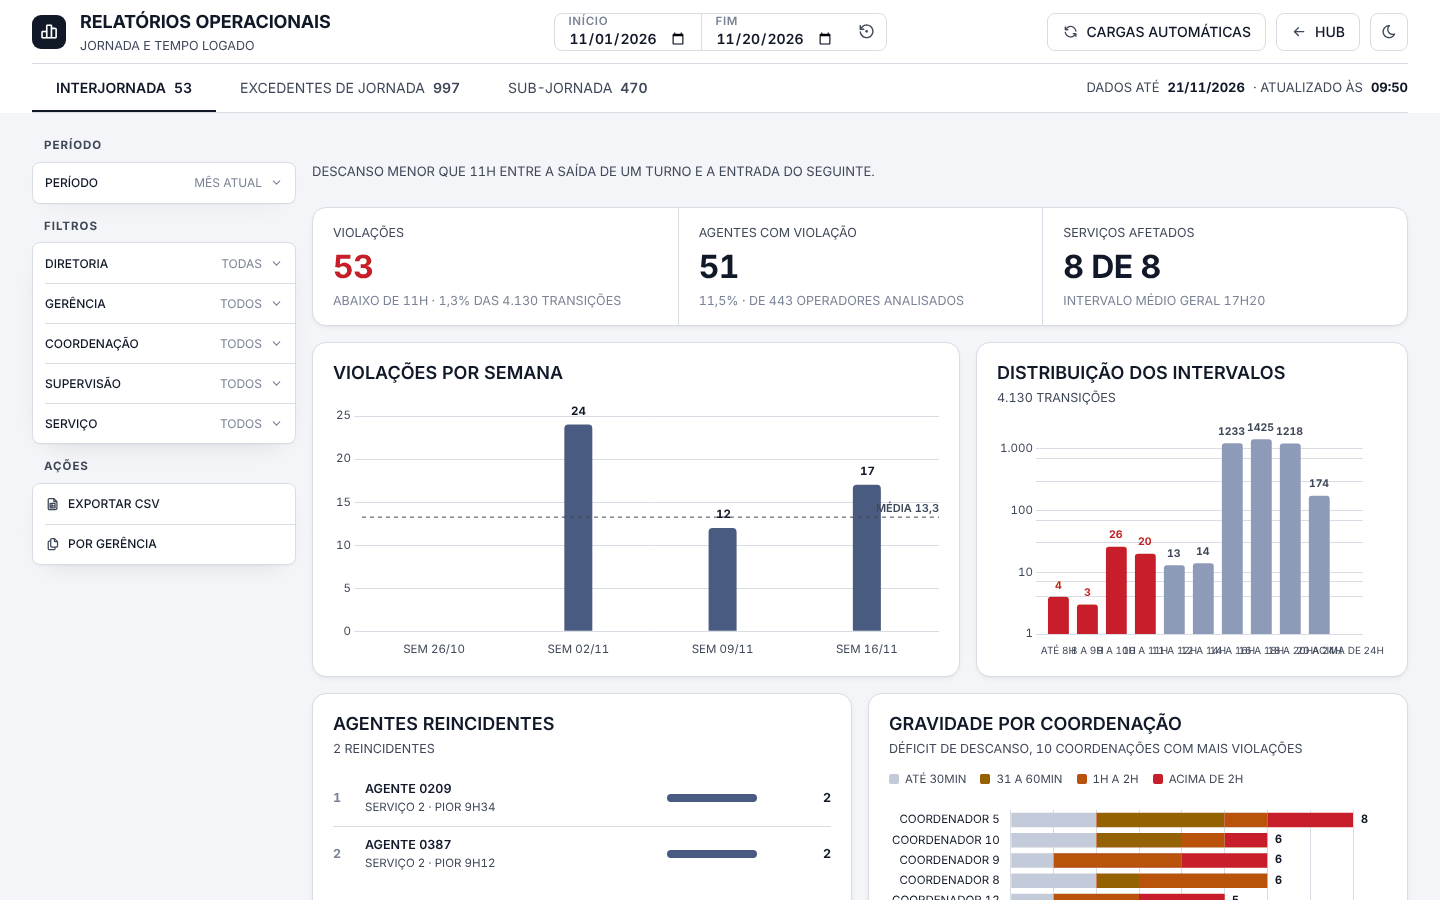 RELATÓRIOS OPERACIONAIS
JORNADA E TEMPO LOGADO
INÍCIO
11/01/2026
FIM
11/20/2026
CARGAS AUTOMÁTICAS
HUB
INTERJORNADA 53
EXCEDENTES DE JORNADA 997
SUB-JORNADA 470
DADOS ATÉ 21/11/2026 · ATUALIZADO ÀS 09:50
PERÍODO
PERÍODO MÊS ATUAL
FILTROS
DIRETORIA TODAS
GERÊNCIA TODOS
COORDENAÇÃO TODOS
SUPERVISÃO TODOS
SERVIÇO TODOS
AÇÕES
EXPORTAR CSV
POR GERÊNCIA
DESCANSO MENOR QUE 11H ENTRE A SAÍDA DE UM TURNO E A ENTRADA DO SEGUINTE.
VIOLAÇÕES
53
ABAIXO DE 11H · 1,3% DAS 4.130 TRANSIÇÕES
AGENTES COM VIOLAÇÃO
51
11,5% · DE 443 OPERADORES ANALISADOS
SERVIÇOS AFETADOS
8 DE 8
INTERVALO MÉDIO GERAL 17H20
VIOLAÇÕES POR SEMANA
25
20
15
10
5
0
24
12
17
MÉDIA 13,3
SEM 26/10
SEM 02/11
SEM 09/11
SEM 16/11
DISTRIBUIÇÃO DOS INTERVALOS
4.130 TRANSIÇÕES
1.000
100
10
1
4
3
26
20
13
14
1233
1425
1218
174
ATÉ 8H
ACIMA DE 24H
AGENTES REINCIDENTES
2 REINCIDENTES
1 AGENTE 0209 2
SERVIÇO 2 · PIOR 9H34
2 AGENTE 0387 2
SERVIÇO 2 · PIOR 9H12
GRAVIDADE POR COORDENAÇÃO
DÉFICIT DE DESCANSO, 10 COORDENAÇÕES COM MAIS VIOLAÇÕES
ATÉ 30MIN
31 A 60MIN
1H A 2H
ACIMA DE 2H
COORDENADOR 5 8
COORDENADOR 10 6
COORDENADOR 9 6
COORDENADOR 8 6
COORDENADOR 12 5